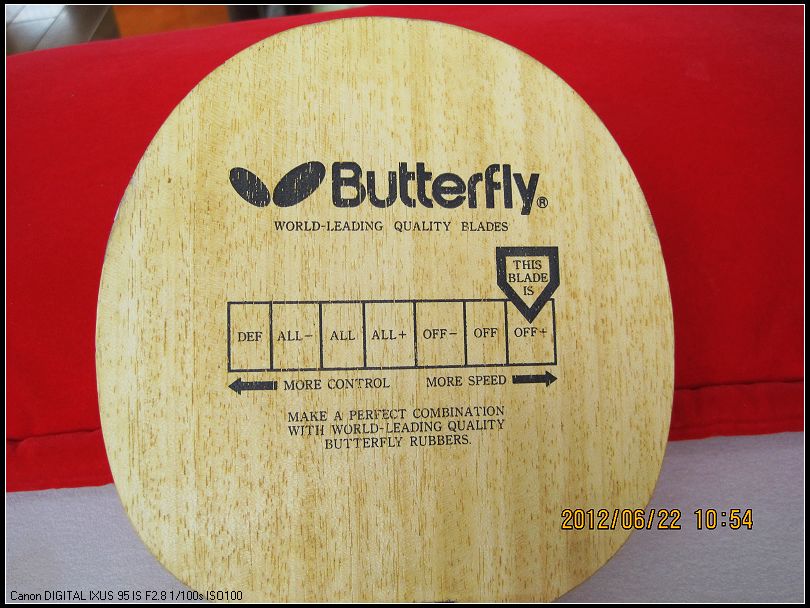 Butterfly®
WORLD-LEADING QUALITY BLADES
THIS
BLADE
IS
DEF ALL- ALL ALL+ OFF- OFF OFF+
MORE CONTROL MORE SPEED
MAKE A PERFECT COMBINATION
WITH WORLD-LEADING QUALITY
BUTTERFLY RUBBERS.
2012/06/22 10:54
Canon DIGITAL IXUS 95 IS F2.8 1/100s ISO100